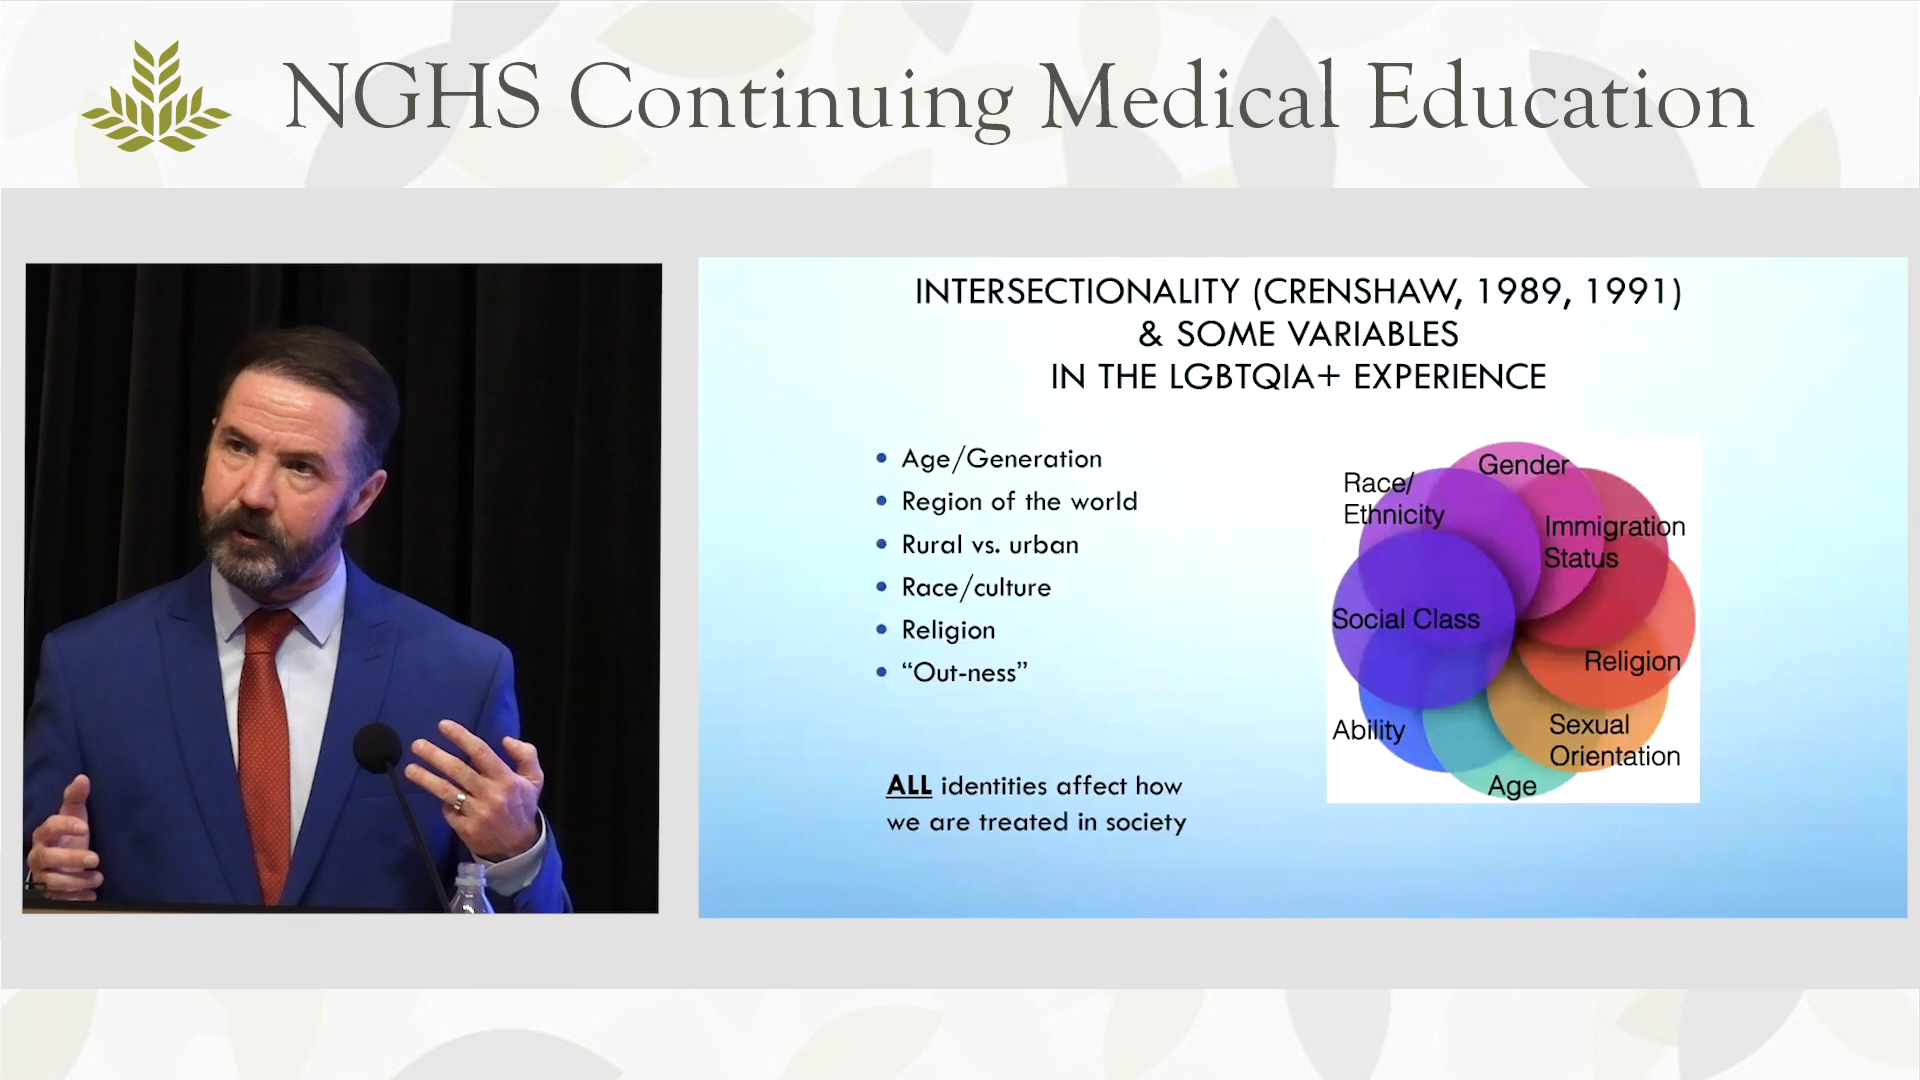 NGHS Continuing Medical Education
INTERSECTIONALITY (CRENSHAW, 1989, 1991)
& SOME VARIABLES
IN THE LGBTQIA+ EXPERIENCE
• Age/Generation
• Region of the world
• Rural vs. urban
• Race/culture
• Religion
• “Out-ness”
ALL identities affect how
we are treated in society
Gender
Race/
Ethnicity
Immigration
Status
Social Class
Religion
Ability
Sexual
Orientation
Age